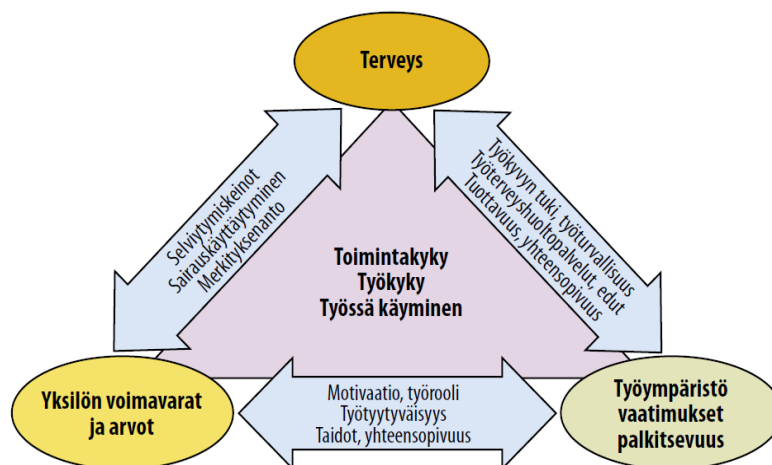 Terveys
Selviytymiskeinot
Sairauskäyttäytyminen
Merkityksenanto
Työkyvyn tuki, työturvallisuus
Työterveyshuoltopalvelut, edut
Tuottavuus, yhteensopivuus
Toimintakyky
Työkyky
Työssä käyminen
Yksilön voimavarat
ja arvot
Motivaatio, työrooli
Työtyytyväisyys
Taidot, yhteensopivuus
Työympäristö
vaatimukset
palkitsevuus